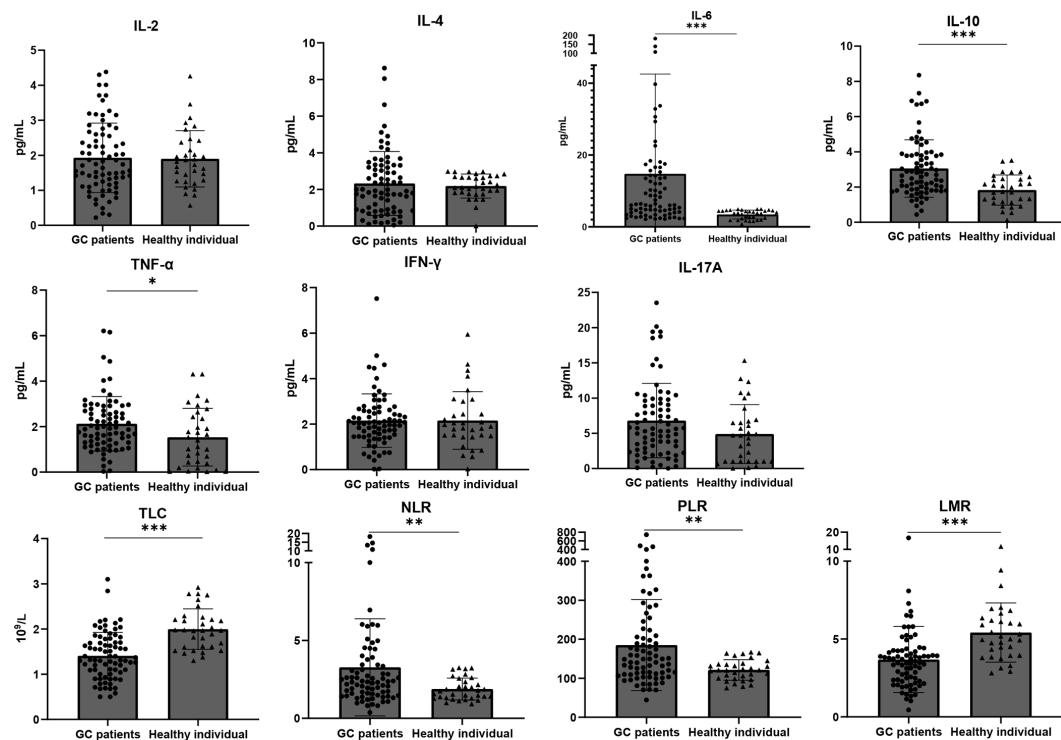 IL-2
IL-4
IL-6
IL-10
***
***
pg/mL
5
4
3
2
1
0
GC patients
Healthy individual
pg/mL
10
8
6
4
2
0
GC patients
Healthy individual
pg/mL
200
150
100
40
20
10
0
GC patients
Healthy individual
pg/mL
10
8
6
4
2
0
GC patients
Healthy individual
TNF-α
*
pg/mL
8
6
4
2
0
GC patients
Healthy individual
IFN-γ
pg/mL
8
6
4
2
0
GC patients
Healthy individual
IL-17A
pg/mL
25
20
15
10
5
0
GC patients
Healthy individual
TLC
***
10⁹/L
4
3
2
1
0
GC patients
Healthy individual
NLR
**
20
15
10
10
5
0
GC patients
Healthy individual
PLR
**
800
600
400
400
300
200
100
0
GC patients
Healthy individual
LMR
***
20
15
10
10
5
0
GC patients
Healthy individual